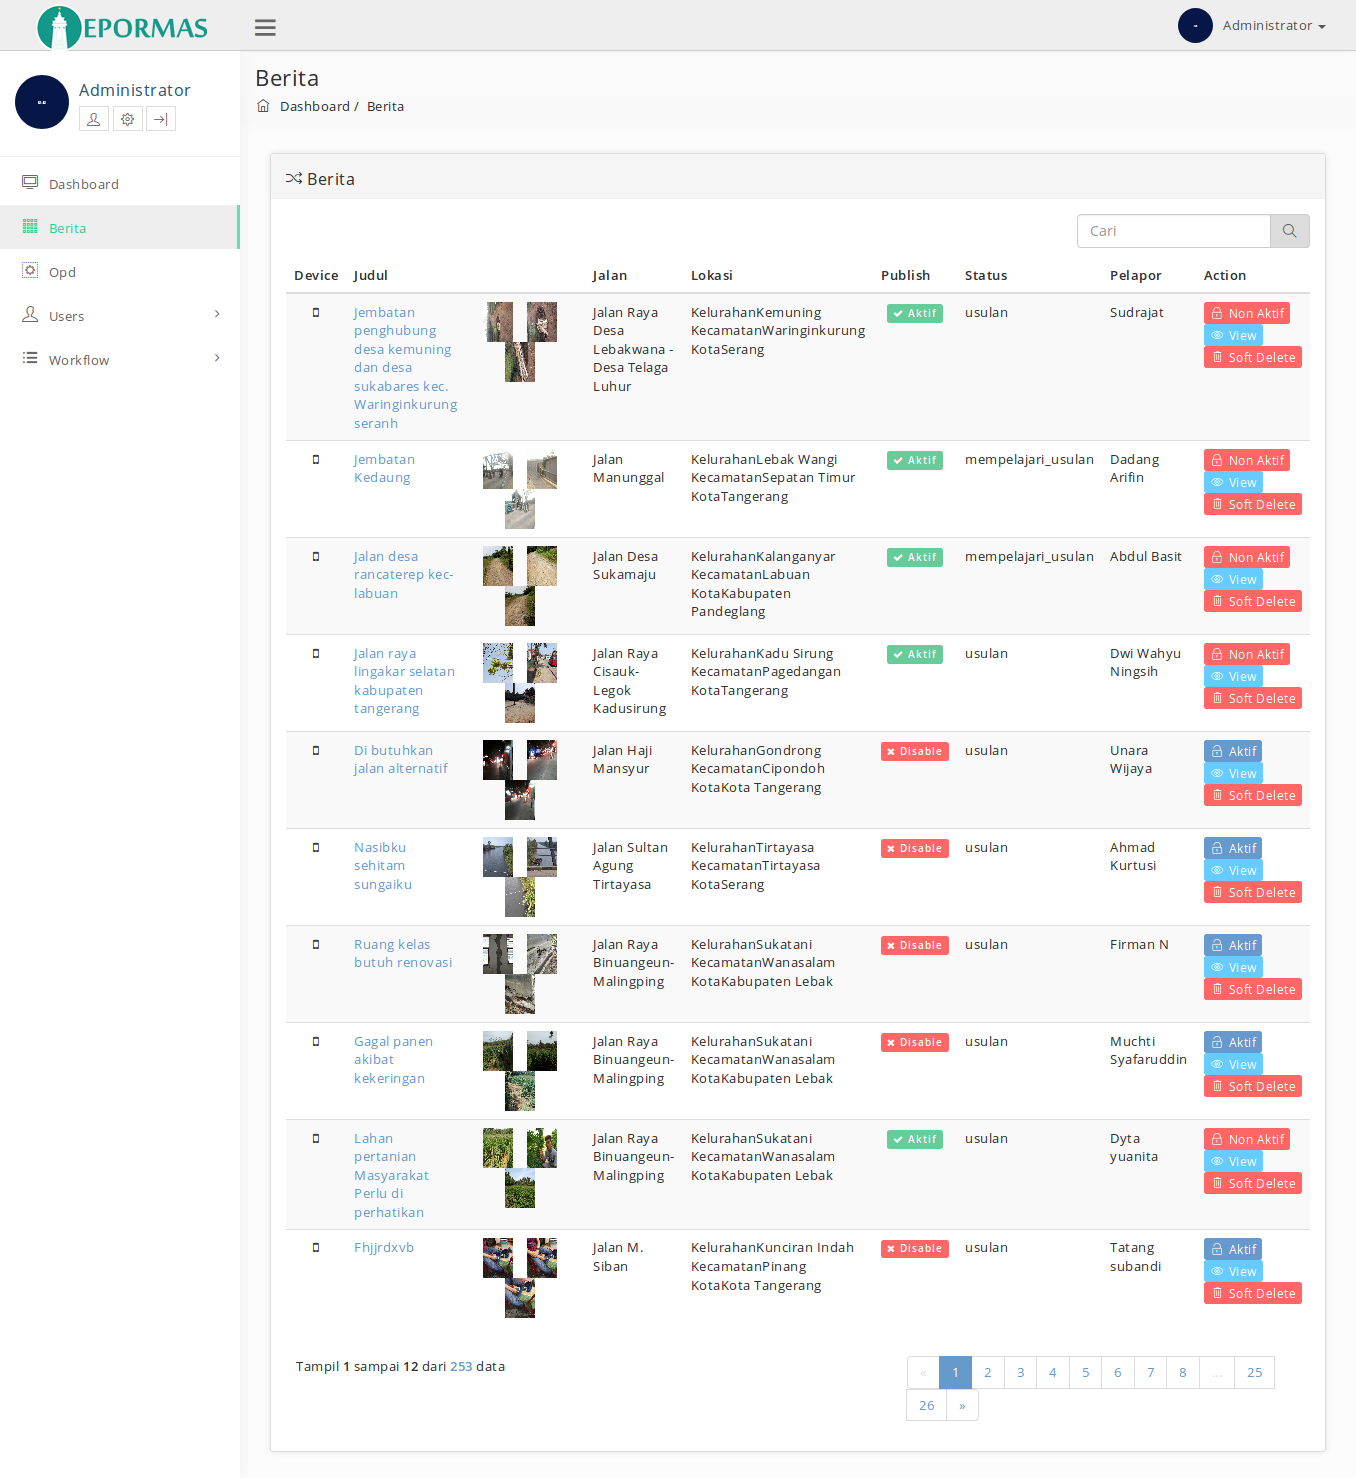 EPORMAS
Administrator
Administrator
Dashboard
Berita
Opd
Users
Workflow
Berita
Dashboard / Berita
Berita
Cari
Device Judul Jalan Lokasi Publish Status Pelapor Action
Jembatan penghubung desa kemuning dan desa sukabares kec. Waringinkurung seranh
Jalan Raya Desa Lebakwana - Desa Telaga Luhur
KelurahanKemuning KecamatanWaringinkurung KotaSerang
Aktif
usulan
Sudrajat
Non Aktif
View
Soft Delete
Jembatan Kedaung
Jalan Manunggal
KelurahanLebak Wangi KecamatanSepatan Timur KotaTangerang
Aktif
mempelajari_usulan
Dadang Arifin
Non Aktif
View
Soft Delete
Jalan desa rancaterep kec-labuan
Jalan Desa Sukamaju
KelurahanKalanganyar KecamatanLabuan KotaKabupaten Pandeglang
Aktif
mempelajari_usulan
Abdul Basit
Non Aktif
View
Soft Delete
Jalan raya lingakar selatan kabupaten tangerang
Jalan Raya Cisauk-Legok Kadusirung
KelurahanKadu Sirung KecamatanPagedangan KotaTangerang
Aktif
usulan
Dwi Wahyu Ningsih
Non Aktif
View
Soft Delete
Di butuhkan jalan alternatif
Jalan Haji Mansyur
KelurahanGondrong KecamatanCipondoh KotaKota Tangerang
Disable
usulan
Unara Wijaya
Aktif
View
Soft Delete
Nasibku sehitam sungaiku
Jalan Sultan Agung Tirtayasa
KelurahanTirtayasa KecamatanTirtayasa KotaSerang
Disable
usulan
Ahmad Kurtusi
Aktif
View
Soft Delete
Ruang kelas butuh renovasi
Jalan Raya Binuangeun-Malingping
KelurahanSukatani KecamatanWanasalam KotaKabupaten Lebak
Disable
usulan
Firman N
Aktif
View
Soft Delete
Gagal panen akibat kekeringan
Jalan Raya Binuangeun-Malingping
KelurahanSukatani KecamatanWanasalam KotaKabupaten Lebak
Disable
usulan
Muchti Syafaruddin
Aktif
View
Soft Delete
Lahan pertanian Masyarakat Perlu di perhatikan
Jalan Raya Binuangeun-Malingping
KelurahanSukatani KecamatanWanasalam KotaKabupaten Lebak
Aktif
usulan
Dyta yuanita
Non Aktif
View
Soft Delete
Fhjjrdxvb
Jalan M. Siban
KelurahanKunciran Indah KecamatanPinang KotaKota Tangerang
Disable
usulan
Tatang subandi
Aktif
View
Soft Delete
Tampil 1 sampai 12 dari 253 data
« 1 2 3 4 5 6 7 8 ... 25
26 »